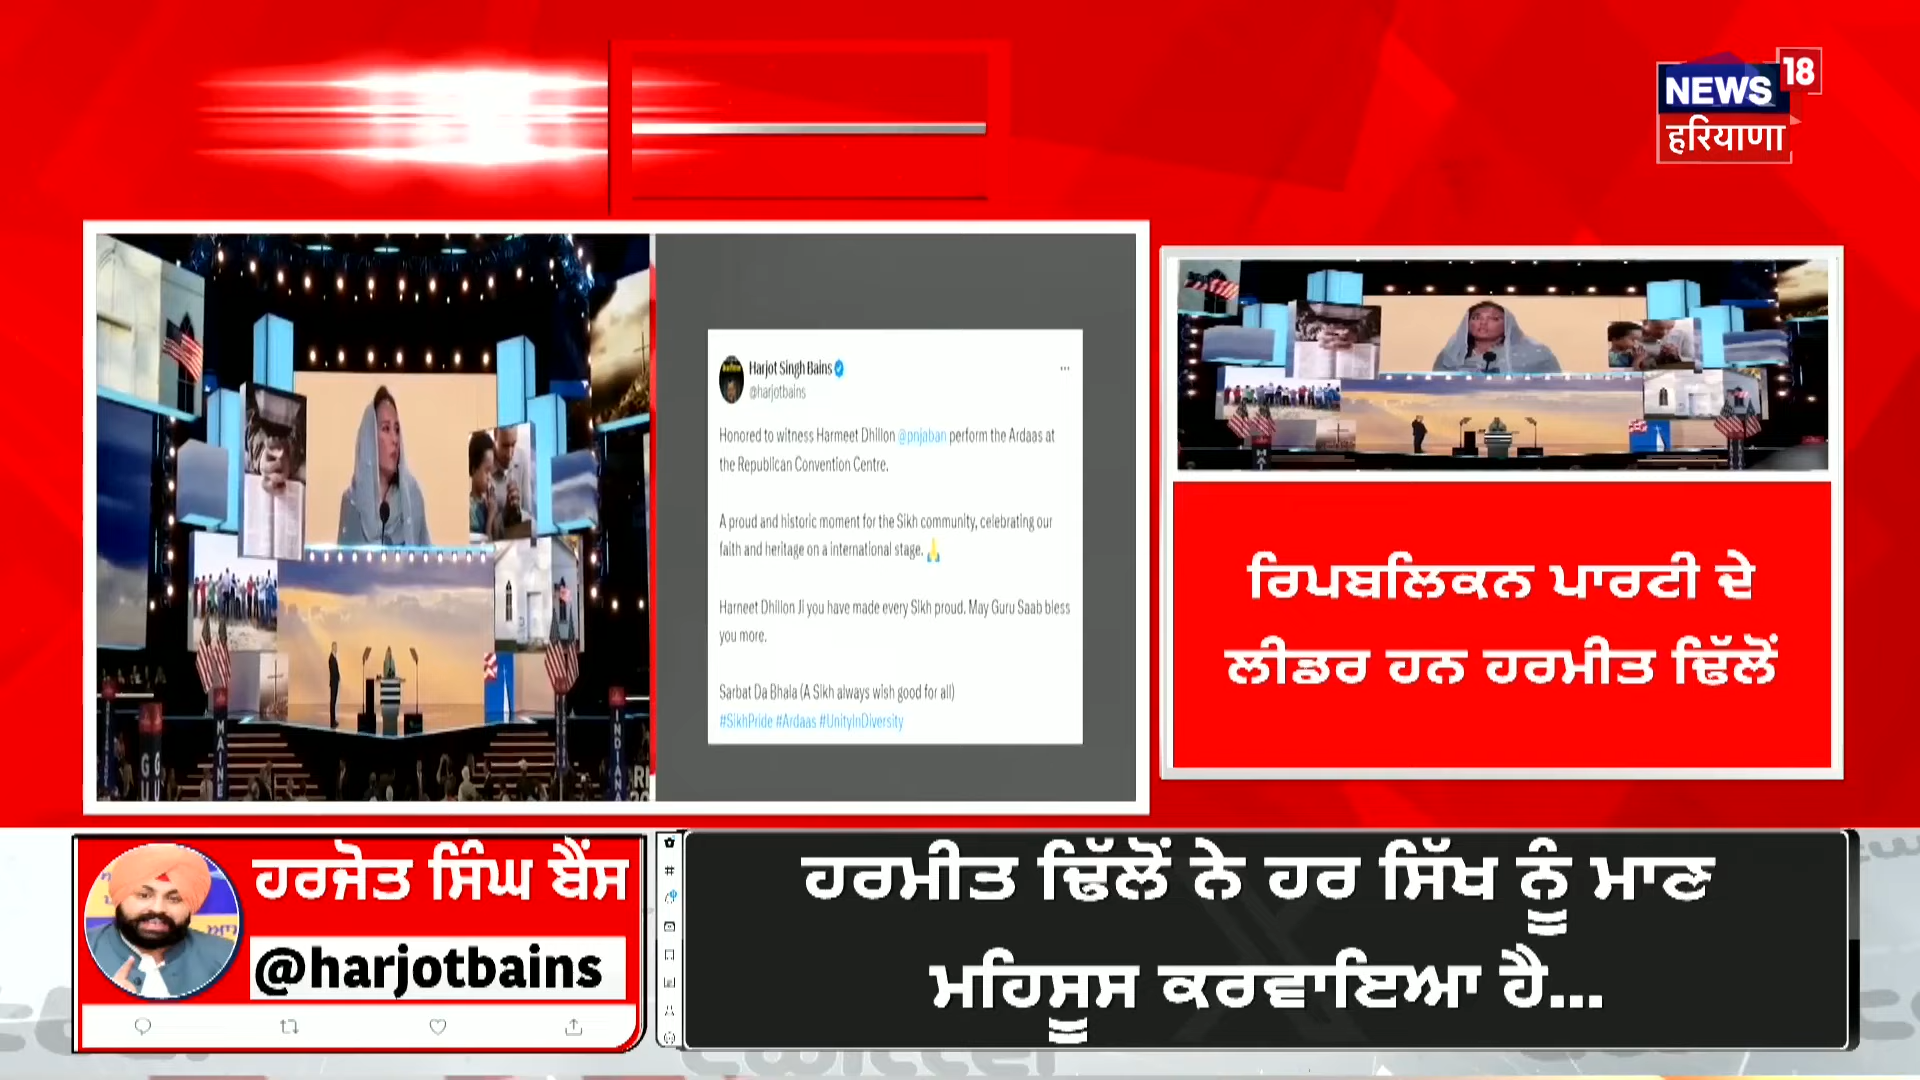 NEWS 18
हरियाणा
Harjot Singh Bains
@harjotbains
Honored to witness Harmeet Dhillon @pnjaban perform the Ardaas at
the Republican Convention Centre.
A proud and historic moment for the Sikh community, celebrating our
faith and heritage on a international stage. 🙏
Harneet Dhillon Ji you have made every Sikh proud. May Guru Saab bless
you more.
Sarbat Da Bhala (A Sikh always wish good for all)
#SikhPride #Ardaas #UnityInDiversity
MAINE
INDIANA
ਰਿਪਬਲਿਕਨ ਪਾਰਟੀ ਦੇ
ਲੀਡਰ ਹਨ ਹਰਮੀਤ ਢਿੱਲੋਂ
ਹਰਜੋਤ ਸਿੰਘ ਬੈਂਸ
@harjotbains
ਹਰਮੀਤ ਢਿੱਲੋਂ ਨੇ ਹਰ ਸਿੱਖ ਨੂੰ ਮਾਣ
ਮਹਿਸੂਸ ਕਰਵਾਇਆ ਹੈ...